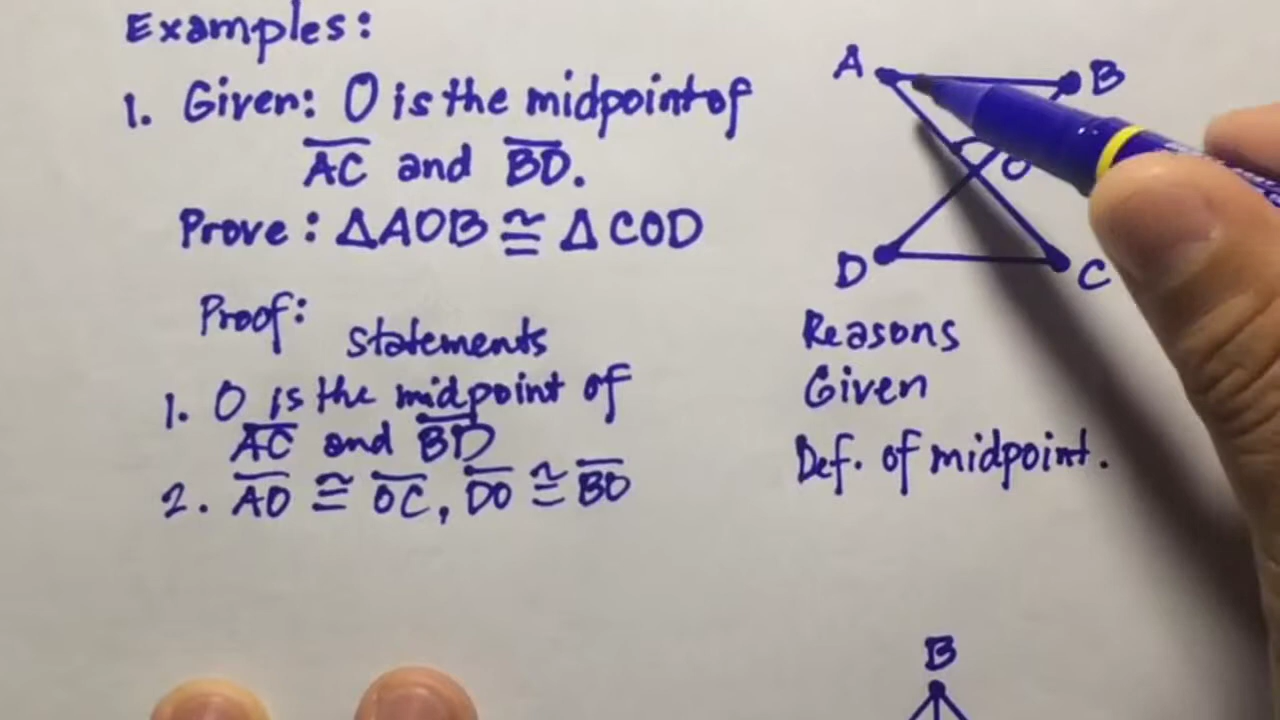 Examples:
1. Given: O is the midpoint of
AC and BD.
Prove: ΔAOB ≅ ΔCOD
A
B
O
D
C
Proof:
statements
Reasons
1. O is the midpoint of
AC and BD
Given
2. AO ≅ OC, DO ≅ BO
Def. of midpoint.
B